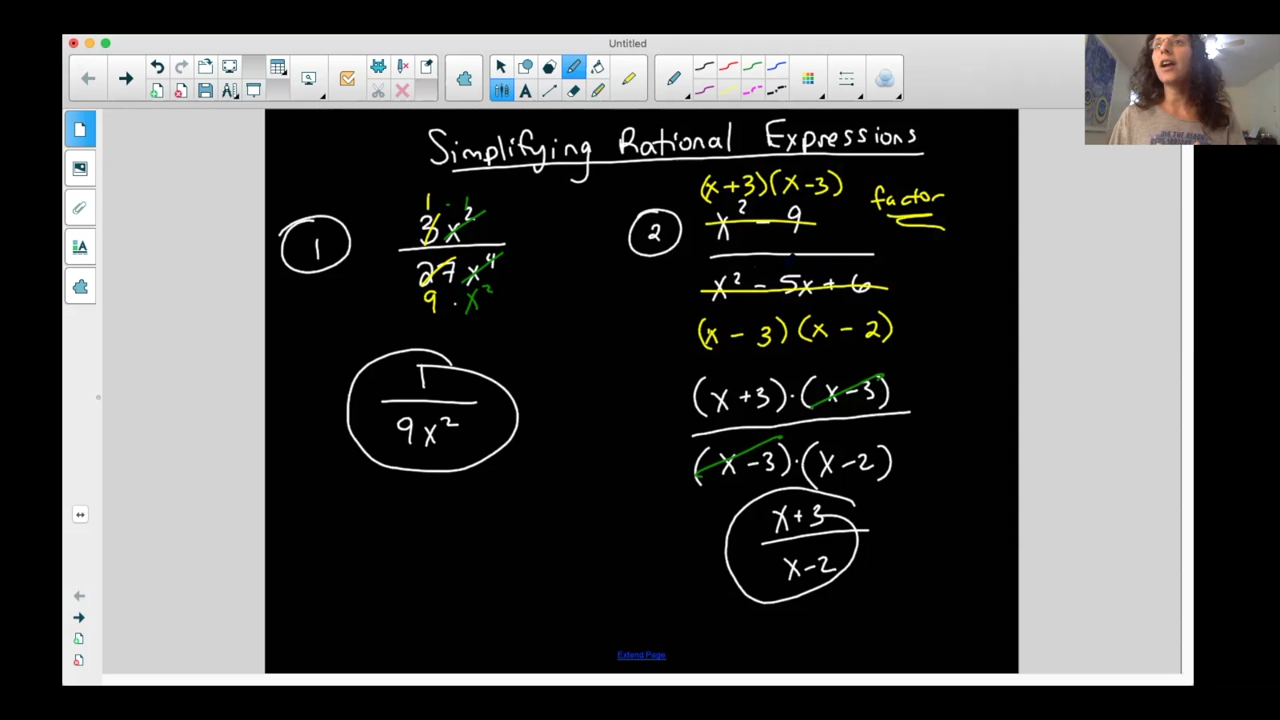 Untitled
Simplifying Rational Expressions
1
1 · 1
3x²
27x⁴
9 · x²
1
9x²
2
(x+3)(x-3)
factor
x² - 9
x² - 5x + 6
(x - 3)(x - 2)
(x+3)·(x-3)
(x-3)·(x-2)
x+3
x-2
Extend Page